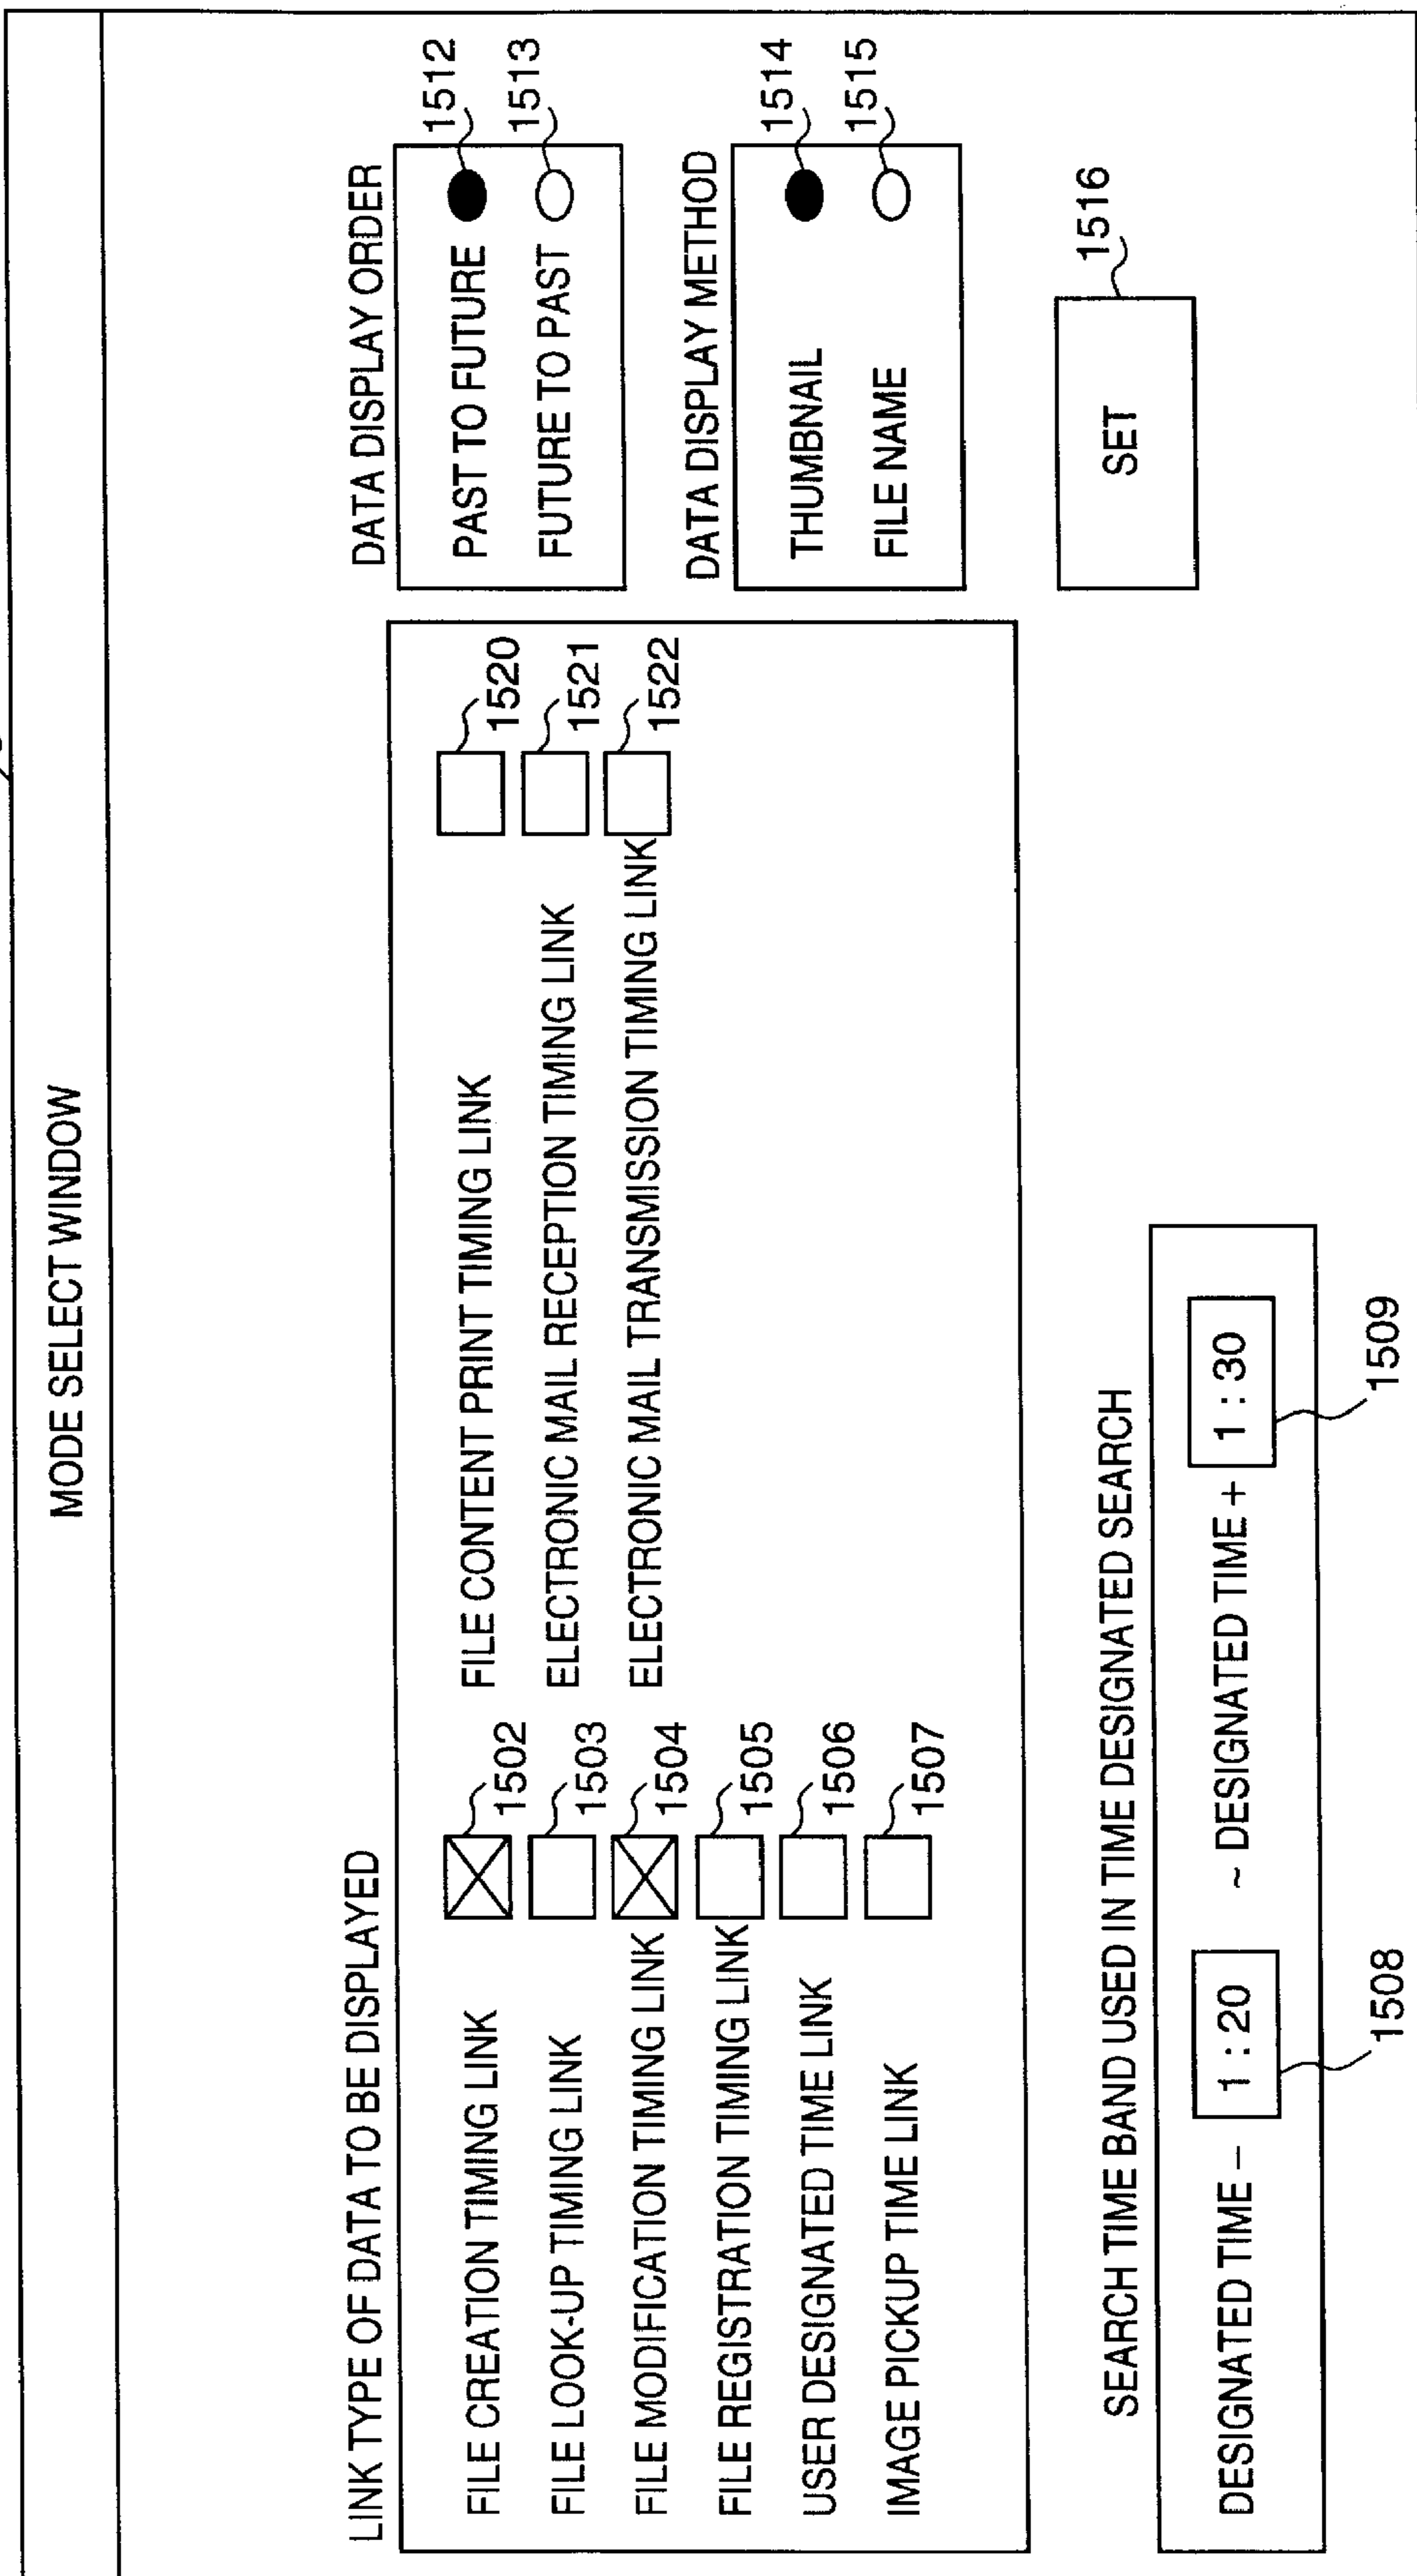 MODE SELECT WINDOW
LINK TYPE OF DATA TO BE DISPLAYED
FILE CREATION TIMING LINK 1502
FILE LOOK-UP TIMING LINK 1503
FILE MODIFICATION TIMING LINK 1504
FILE REGISTRATION TIMING LINK 1505
USER DESIGNATED TIME LINK 1506
IMAGE PICKUP TIME LINK 1507
FILE CONTENT PRINT TIMING LINK 1520
ELECTRONIC MAIL RECEPTION TIMING LINK 1521
ELECTRONIC MAIL TRANSMISSION TIMING LINK 1522
DATA DISPLAY ORDER
PAST TO FUTURE 1512
FUTURE TO PAST 1513
DATA DISPLAY METHOD
THUMBNAIL 1514
FILE NAME 1515
SET 1516
SEARCH TIME BAND USED IN TIME DESIGNATED SEARCH
DESIGNATED TIME − 1 : 20 ~ DESIGNATED TIME + 1 : 30
1508 1509